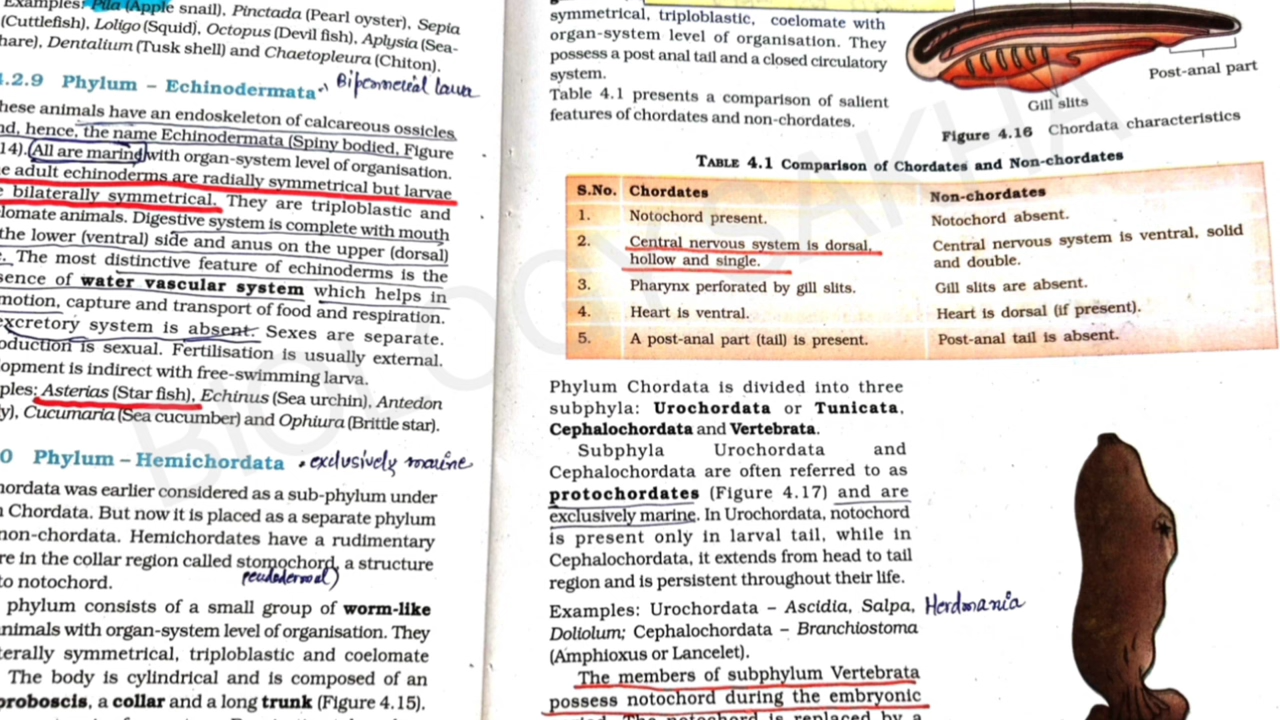 Examples: Pila (Apple snail), Pinctada (Pearl oyster), Sepia
(Cuttlefish), Loligo (Squid), Octopus (Devil fish), Aplysia (Sea-
hare), Dentalium (Tusk shell) and Chaetopleura (Chiton).
.2.9 Phylum – Echinodermata
hese animals have an endoskeleton of calcareous ossicles
nd, hence, the name Echinodermata (Spiny bodied, Figure
14). All are marine with organ-system level of organisation.
e adult echinoderms are radially symmetrical but larvae
e bilaterally symmetrical. They are triploblastic and
lomate animals. Digestive system is complete with mouth
the lower (ventral) side and anus on the upper (dorsal)
. The most distinctive feature of echinoderms is the
sence of water vascular system which helps in
motion, capture and transport of food and respiration.
excretory system is absent. Sexes are separate.
oduction is sexual. Fertilisation is usually external.
lopment is indirect with free-swimming larva.
ples: Asterias (Star fish), Echinus (Sea urchin), Antedon
y), Cucumaria (Sea cucumber) and Ophiura (Brittle star).
0 Phylum – Hemichordata . exclusively marine
hordata was earlier considered as a sub-phylum under
Chordata. But now it is placed as a separate phylum
non-chordata. Hemichordates have a rudimentary
re in the collar region called stomochord, a structure
to notochord.
phylum consists of a small group of worm-like
nimals with organ-system level of organisation. They
terally symmetrical, triploblastic and coelomate
The body is cylindrical and is composed of an
proboscis, a collar and a long trunk (Figure 4.15).
symmetrical, triploblastic, coelomate with
organ-system level of organisation. They
possess a post anal tail and a closed circulatory
system.
Table 4.1 presents a comparison of salient
features of chordates and non-chordates.
Post-anal part
Gill slits
Figure 4.16 Chordata characteristics
TABLE 4.1 Comparison of Chordates and Non-chordates
S.No. Chordates Non-chordates
1. Notochord present. Notochord absent.
2. Central nervous system is dorsal, Central nervous system is ventral, solid
hollow and single. and double.
3. Pharynx perforated by gill slits. Gill slits are absent.
4. Heart is ventral. Heart is dorsal (if present).
5. A post-anal part (tail) is present. Post-anal tail is absent.
Phylum Chordata is divided into three
subphyla: Urochordata or Tunicata,
Cephalochordata and Vertebrata.
Subphyla Urochordata and
Cephalochordata are often referred to as
protochordates (Figure 4.17) and are
exclusively marine. In Urochordata, notochord
is present only in larval tail, while in
Cephalochordata, it extends from head to tail
region and is persistent throughout their life.
Examples: Urochordata – Ascidia, Salpa, Herdmania
Doliolum; Cephalochordata – Branchiostoma
(Amphioxus or Lancelet).
The members of subphylum Vertebrata
possess notochord during the embryonic
The notochord is replaced by a
BIOLOGY SAKHA